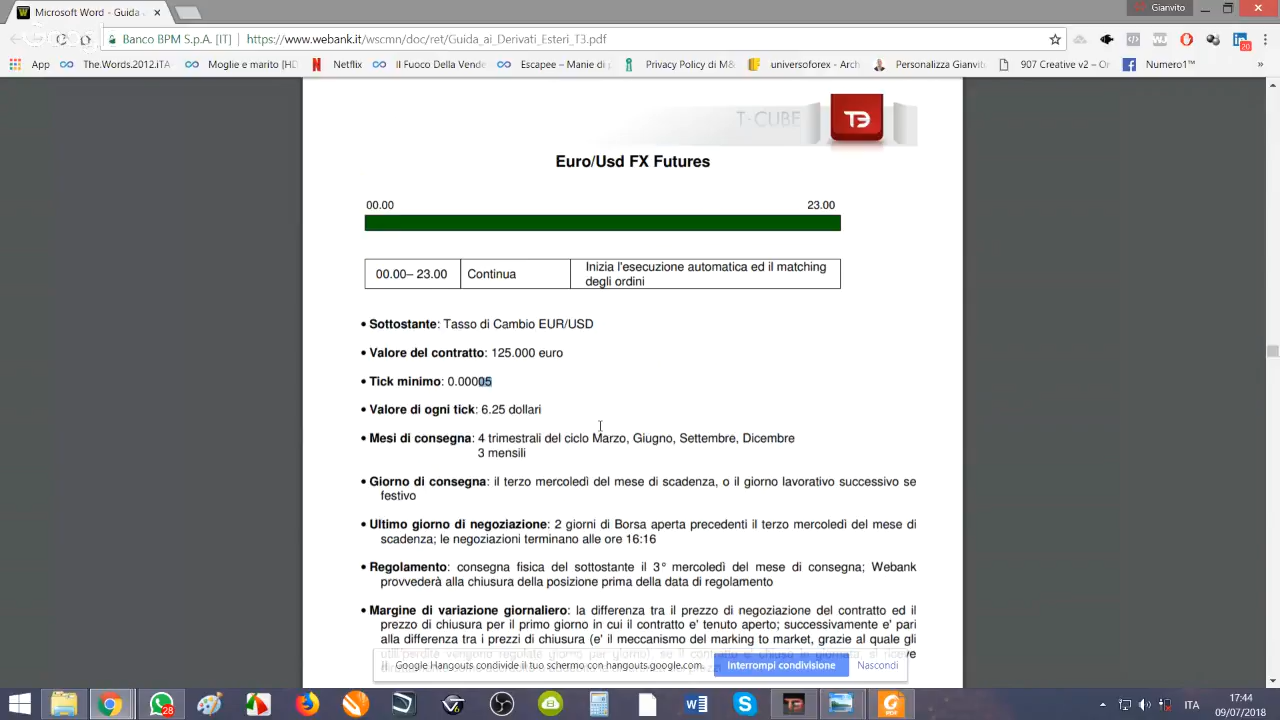 Microsoft Word - Guida
Gianvito
Banco BPM S.p.A. [IT]
https://www.webank.it/wscmn/doc/ret/Guida_ai_Derivati_Esteri_T3.pdf
20
App
The.Words.2012.iTA
Moglie e marito [HD
Netflix
Il Fuoco Della Vende
Escapee – Manie di p
Privacy Policy di M&
universoforex - Arch
Personalizza Gianvit
907 Creative v2 – Or
Numero1™
»
T-CUBE
T3
Euro/Usd FX Futures
00.00
23.00
00.00– 23.00
Continua
Inizia l'esecuzione automatica ed il matching
degli ordini
• Sottostante: Tasso di Cambio EUR/USD
• Valore del contratto: 125.000 euro
• Tick minimo: 0.00005
• Valore di ogni tick: 6.25 dollari
• Mesi di consegna: 4 trimestrali del ciclo Marzo, Giugno, Settembre, Dicembre
3 mensili
• Giorno di consegna: il terzo mercoledì del mese di scadenza, o il giorno lavorativo successivo se
festivo
• Ultimo giorno di negoziazione: 2 giorni di Borsa aperta precedenti il terzo mercoledì del mese di
scadenza; le negoziazioni terminano alle ore 16:16
• Regolamento: consegna fisica del sottostante il 3° mercoledì del mese di consegna; Webank
provvederà alla chiusura della posizione prima della data di regolamento
• Margine di variazione giornaliero: la differenza tra il prezzo di negoziazione del contratto ed il
prezzo di chiusura per il primo giorno in cui il contratto e' tenuto aperto; successivamente e' pari
alla differenza tra i prezzi di chiusura (e' il meccanismo del marking to market, grazie al quale gli
Google Hangouts condivide il tuo schermo con hangouts.google.com.
Interrompi condivisione
Nascondi
28
PDF
ITA
17:44
09/07/2018